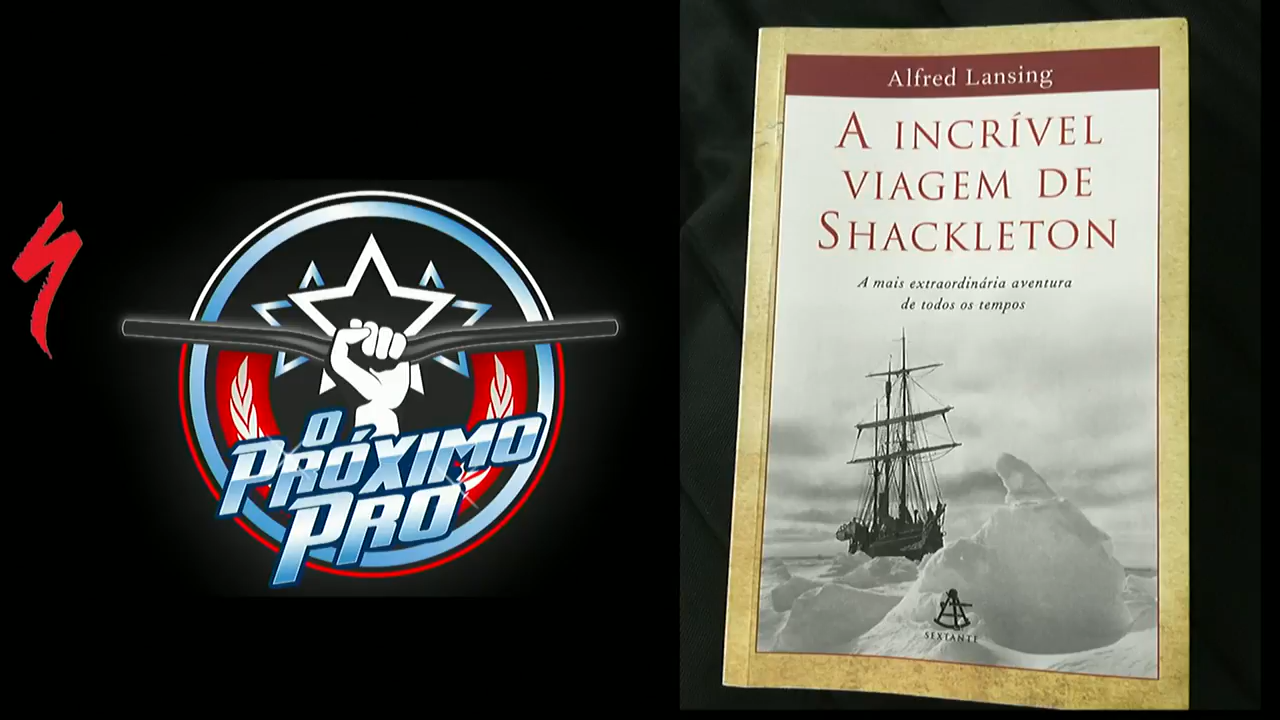 O
PRÓXIMO
PRO
Alfred Lansing
A INCRÍVEL
VIAGEM DE
SHACKLETON
A mais extraordinária aventura
de todos os tempos
SEXTANTE